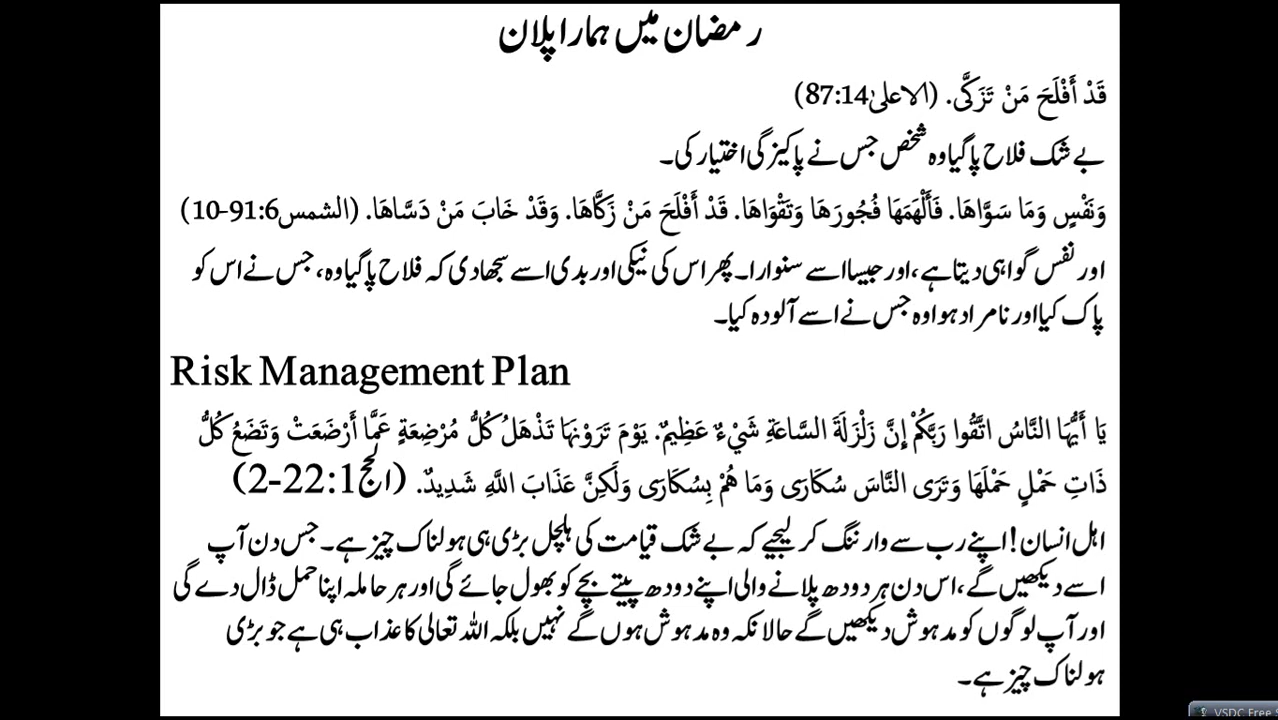 رمضان میں ہمارا پلان
قَدْ أَفْلَحَ مَنْ تَزَكَّى. (الاعلیٰ87:14)
بے شک فلاح پا گیا وہ شخص جس نے پاکیزگی اختیار کی۔
وَنَفْسٍ وَمَا سَوَّاهَا. فَأَلْهَمَهَا فُجُورَهَا وَتَقْوَاهَا. قَدْ أَفْلَحَ مَنْ زَكَّاهَا. وَقَدْ خَابَ مَنْ دَسَّاهَا. (الشمس91:6-10)
اور نفس گواہی دیتا ہے، اور جیسا اسے سنوارا۔ پھر اس کی نیکی اور بدی اسے سجھا دی کہ فلاح پا گیا وہ، جس نے اس کو
پاک کیا اور نامراد ہوا وہ جس نے اسے آلودہ کیا۔
Risk Management Plan
يَا أَيُّهَا النَّاسُ اتَّقُوا رَبَّكُمْ إِنَّ زَلْزَلَةَ السَّاعَةِ شَيْءٌ عَظِيمٌ. يَوْمَ تَرَوْنَهَا تَذْهَلُ كُلُّ مُرْضِعَةٍ عَمَّا أَرْضَعَتْ وَتَضَعُ كُلُّ
ذَاتِ حَمْلٍ حَمْلَهَا وَتَرَى النَّاسَ سُكَارَى وَمَا هُمْ بِسُكَارَى وَلَكِنَّ عَذَابَ اللَّهِ شَدِيدٌ. (الحج22:1-2)
اہل انسان! اپنے رب سے وارننگ کر لیجیے کہ بے شک قیامت کی ہلچل بڑی ہی ہولناک چیز ہے۔ جس دن آپ
اسے دیکھیں گے، اس دن ہر دودھ پلانے والی اپنے دودھ پیتے بچے کو بھول جائے گی اور ہر حاملہ اپنا حمل ڈال دے گی
اور آپ لوگوں کو مدہوش دیکھیں گے حالانکہ وہ مدہوش ہوں گے نہیں بلکہ اللہ تعالی کا عذاب ہی ہے جو بڑی
ہولناک چیز ہے۔
VSDC Free